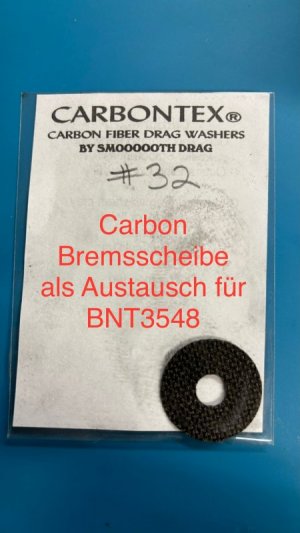 CARBONTEX®
CARBON FIBER DRAG WASHERS
BY SMOOOOOTH DRAG
#32
Carbon
Bremsscheibe
als Austausch für
BNT3548